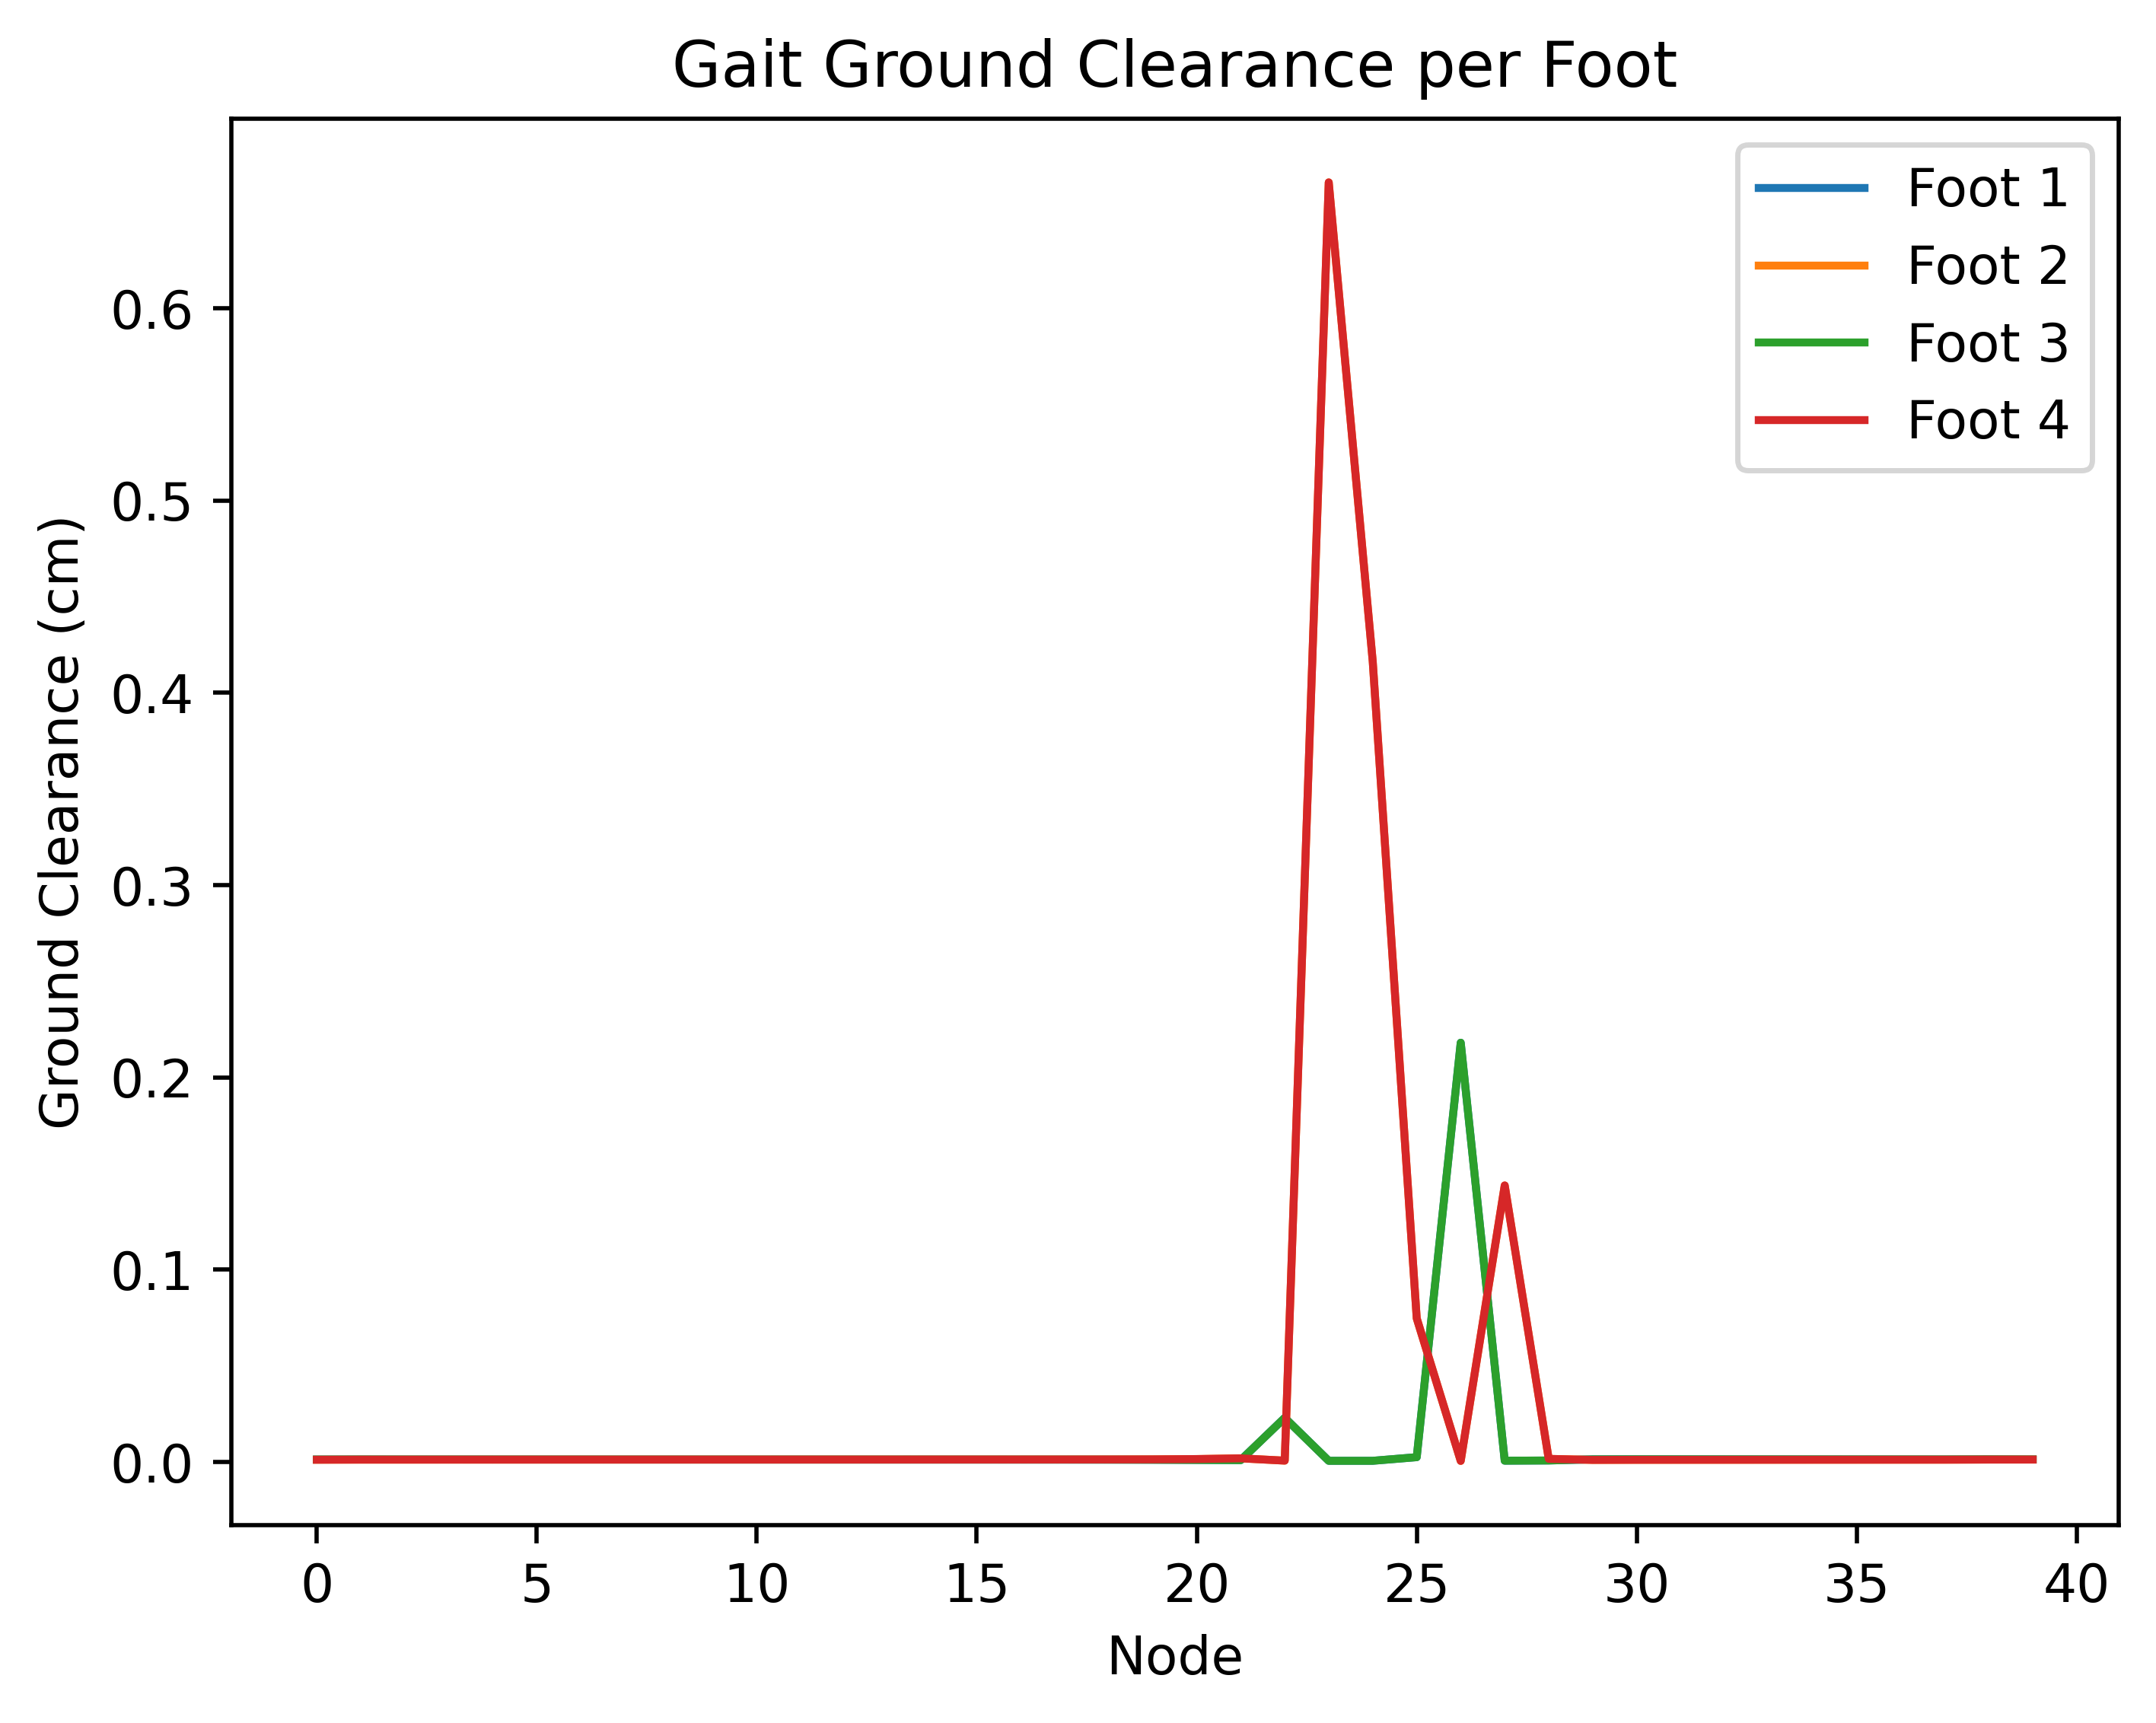 Gait Ground Clearance per Foot
Foot 1
Foot 2
Foot 3
Foot 4
Ground Clearance (cm)
0.6
0.5
0.4
0.3
0.2
0.1
0.0
0 5 10 15 20 25 30 35 40
Node